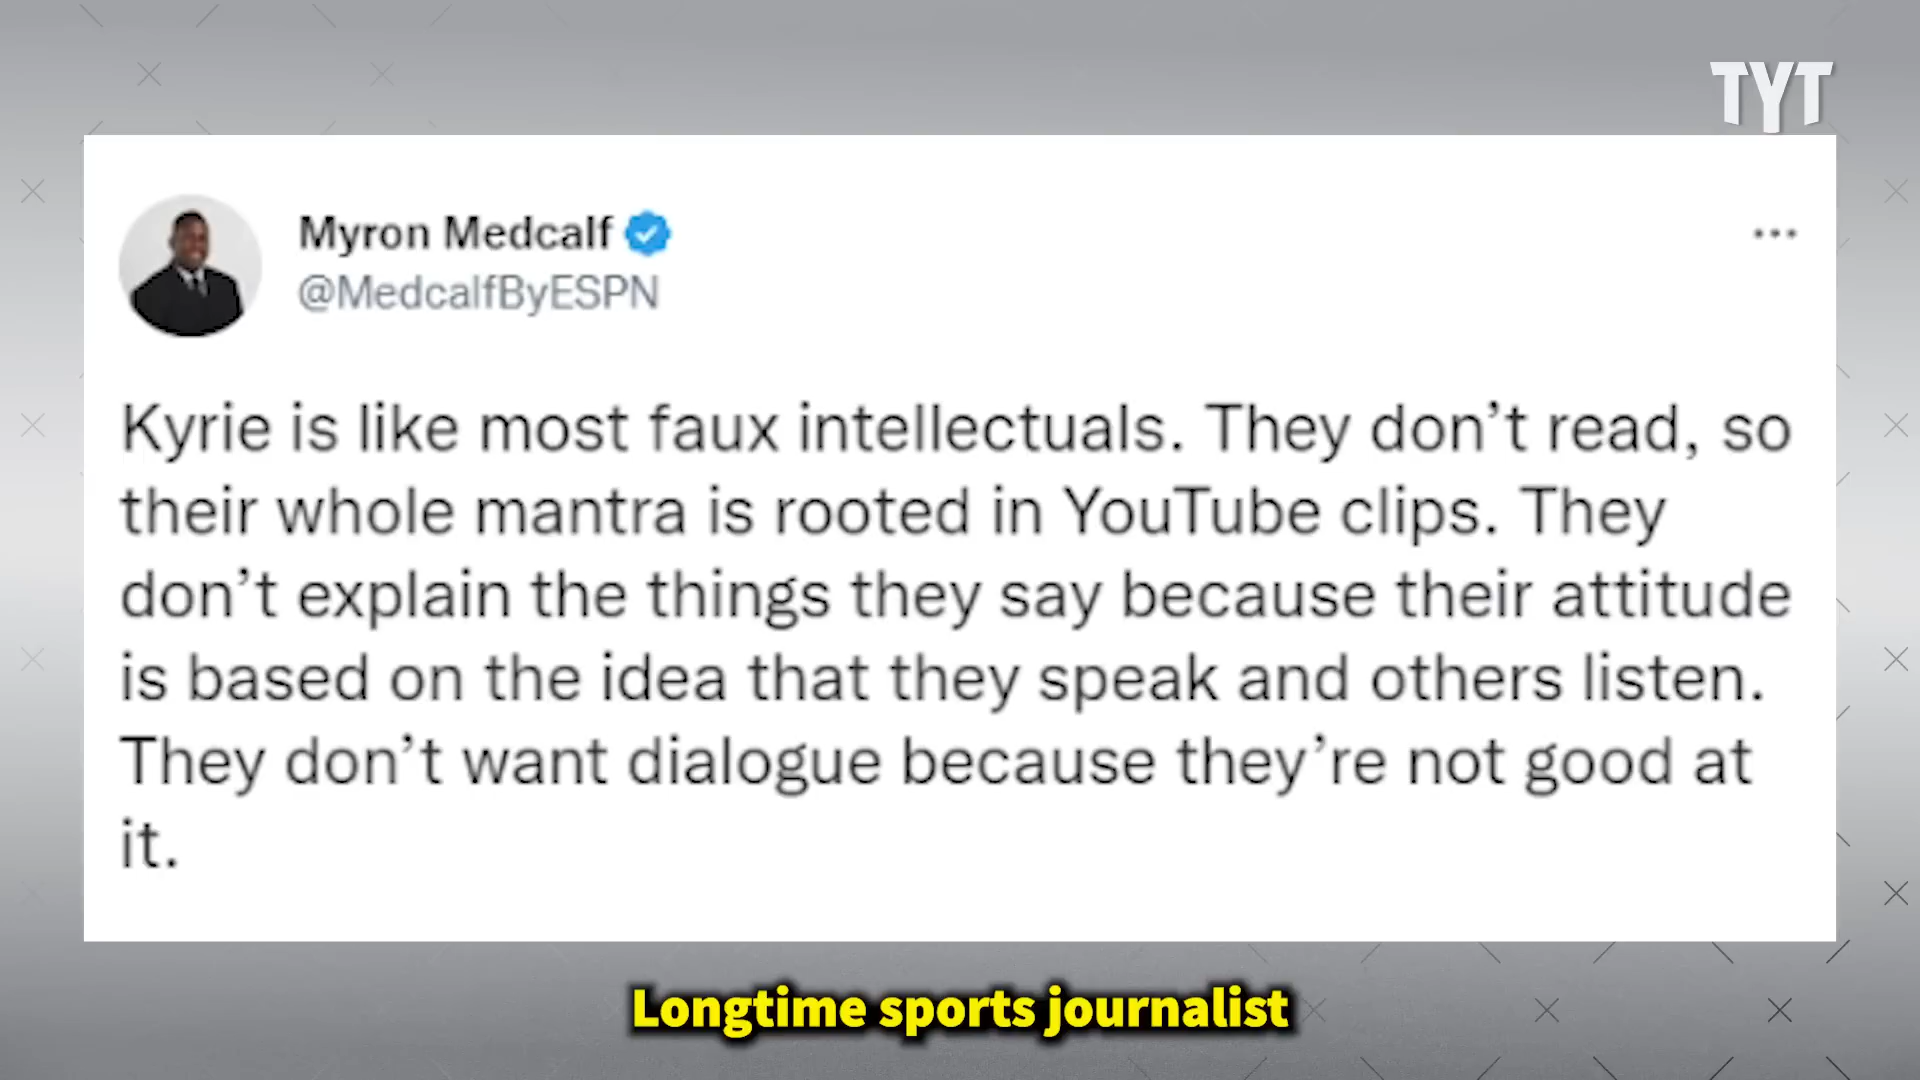 TYT
Myron Medcalf
@MedcalfByESPN
Kyrie is like most faux intellectuals. They don’t read, so
their whole mantra is rooted in YouTube clips. They
don’t explain the things they say because their attitude
is based on the idea that they speak and others listen.
They don’t want dialogue because they’re not good at
it.
Longtime sports journalist